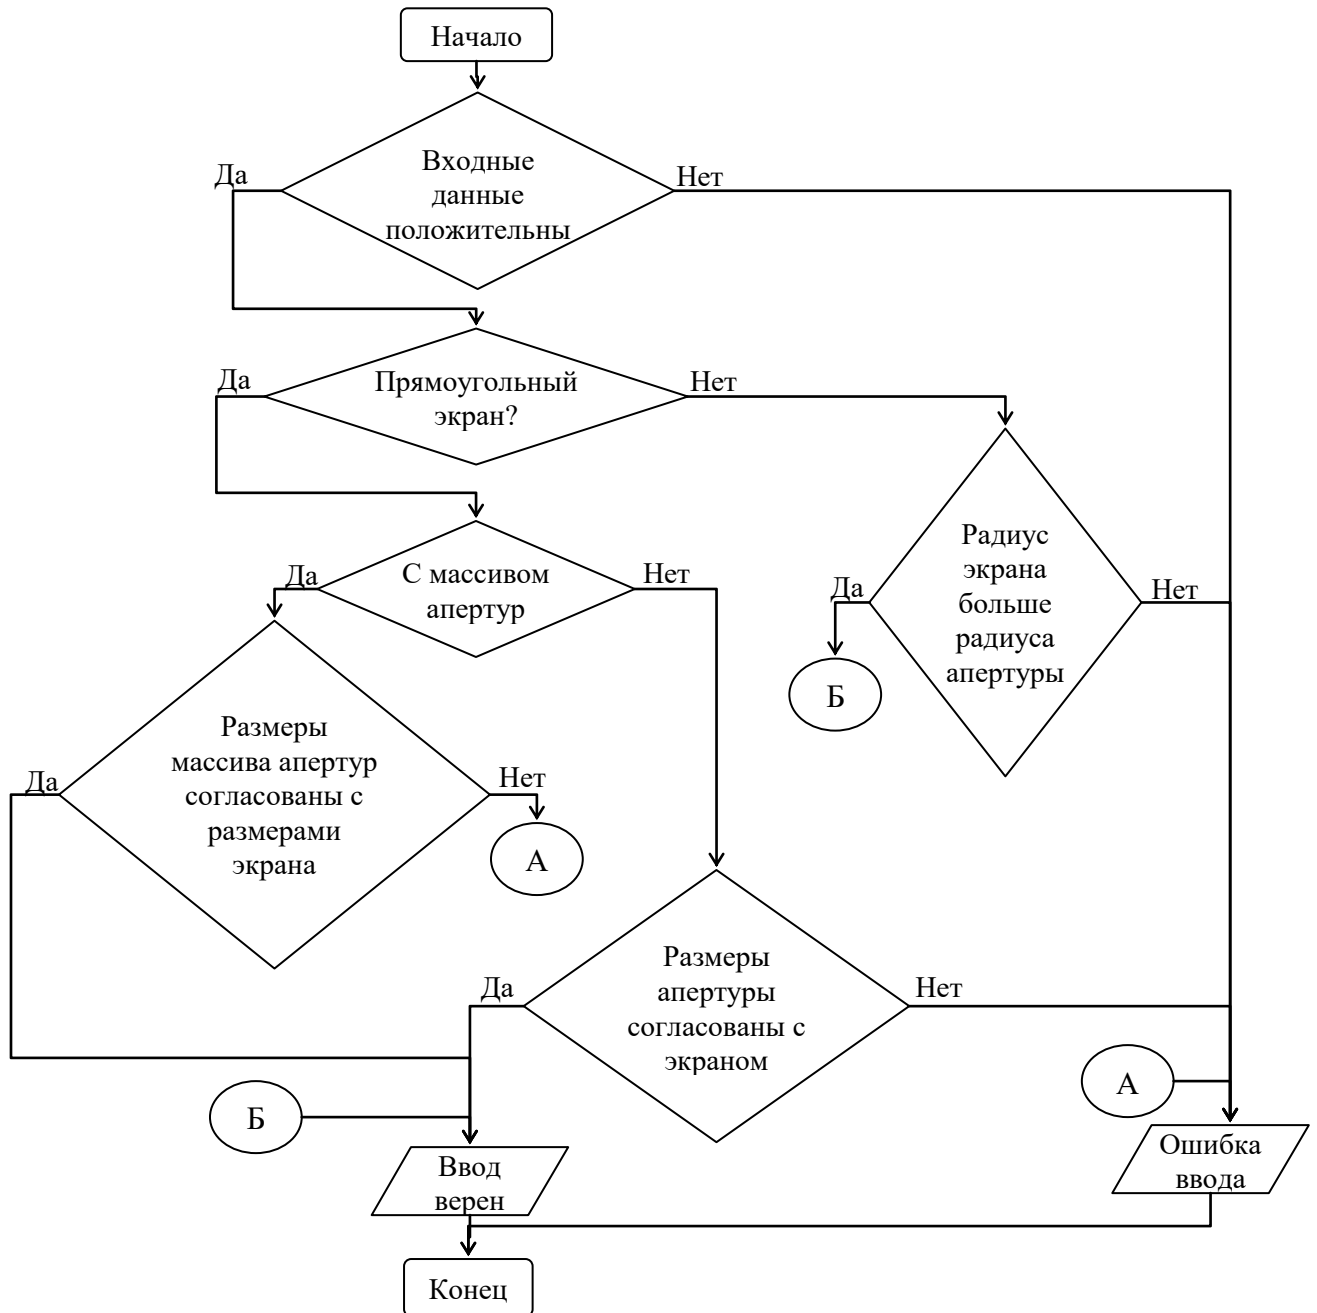 Начало
Входные
данные
положительны
Да
Нет
Прямоугольный
экран?
Да
Нет
С массивом
апертур
Да
Нет
Радиус
экрана
больше
радиуса
апертуры
Да
Нет
Б
Размеры
массива апертур
согласованы с
размерами
экрана
Да
Нет
А
Размеры
апертуры
согласованы с
экраном
Да
Нет
Б
А
Ввод
верен
Ошибка
ввода
Конец